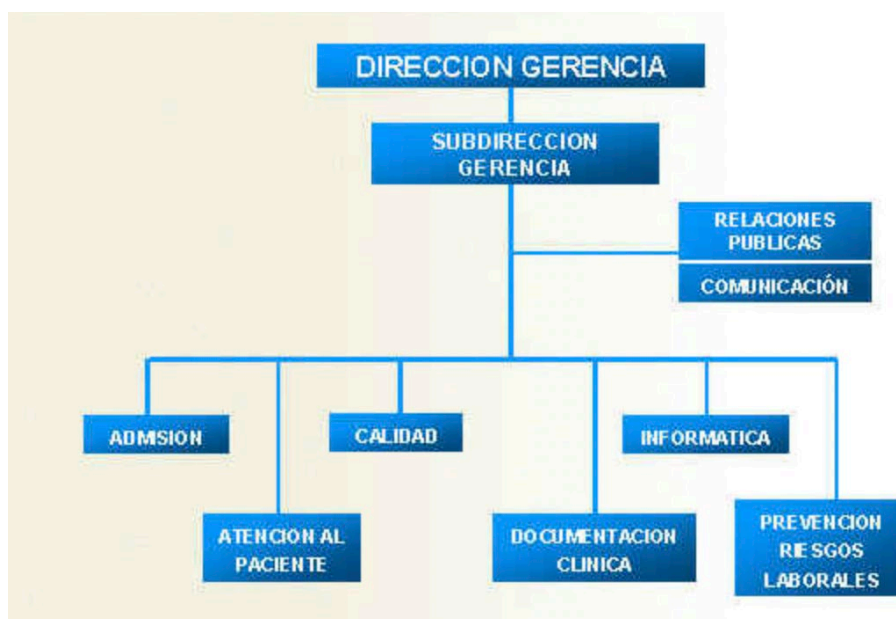 DIRECCION GERENCIA
SUBDIRECCION
GERENCIA
RELACIONES
PUBLICAS
COMUNICACIÓN
ADMISION
CALIDAD
INFORMATICA
ATENCION AL
PACIENTE
DOCUMENTACION
CLINICA
PREVENCION
RIESGOS
LABORALES